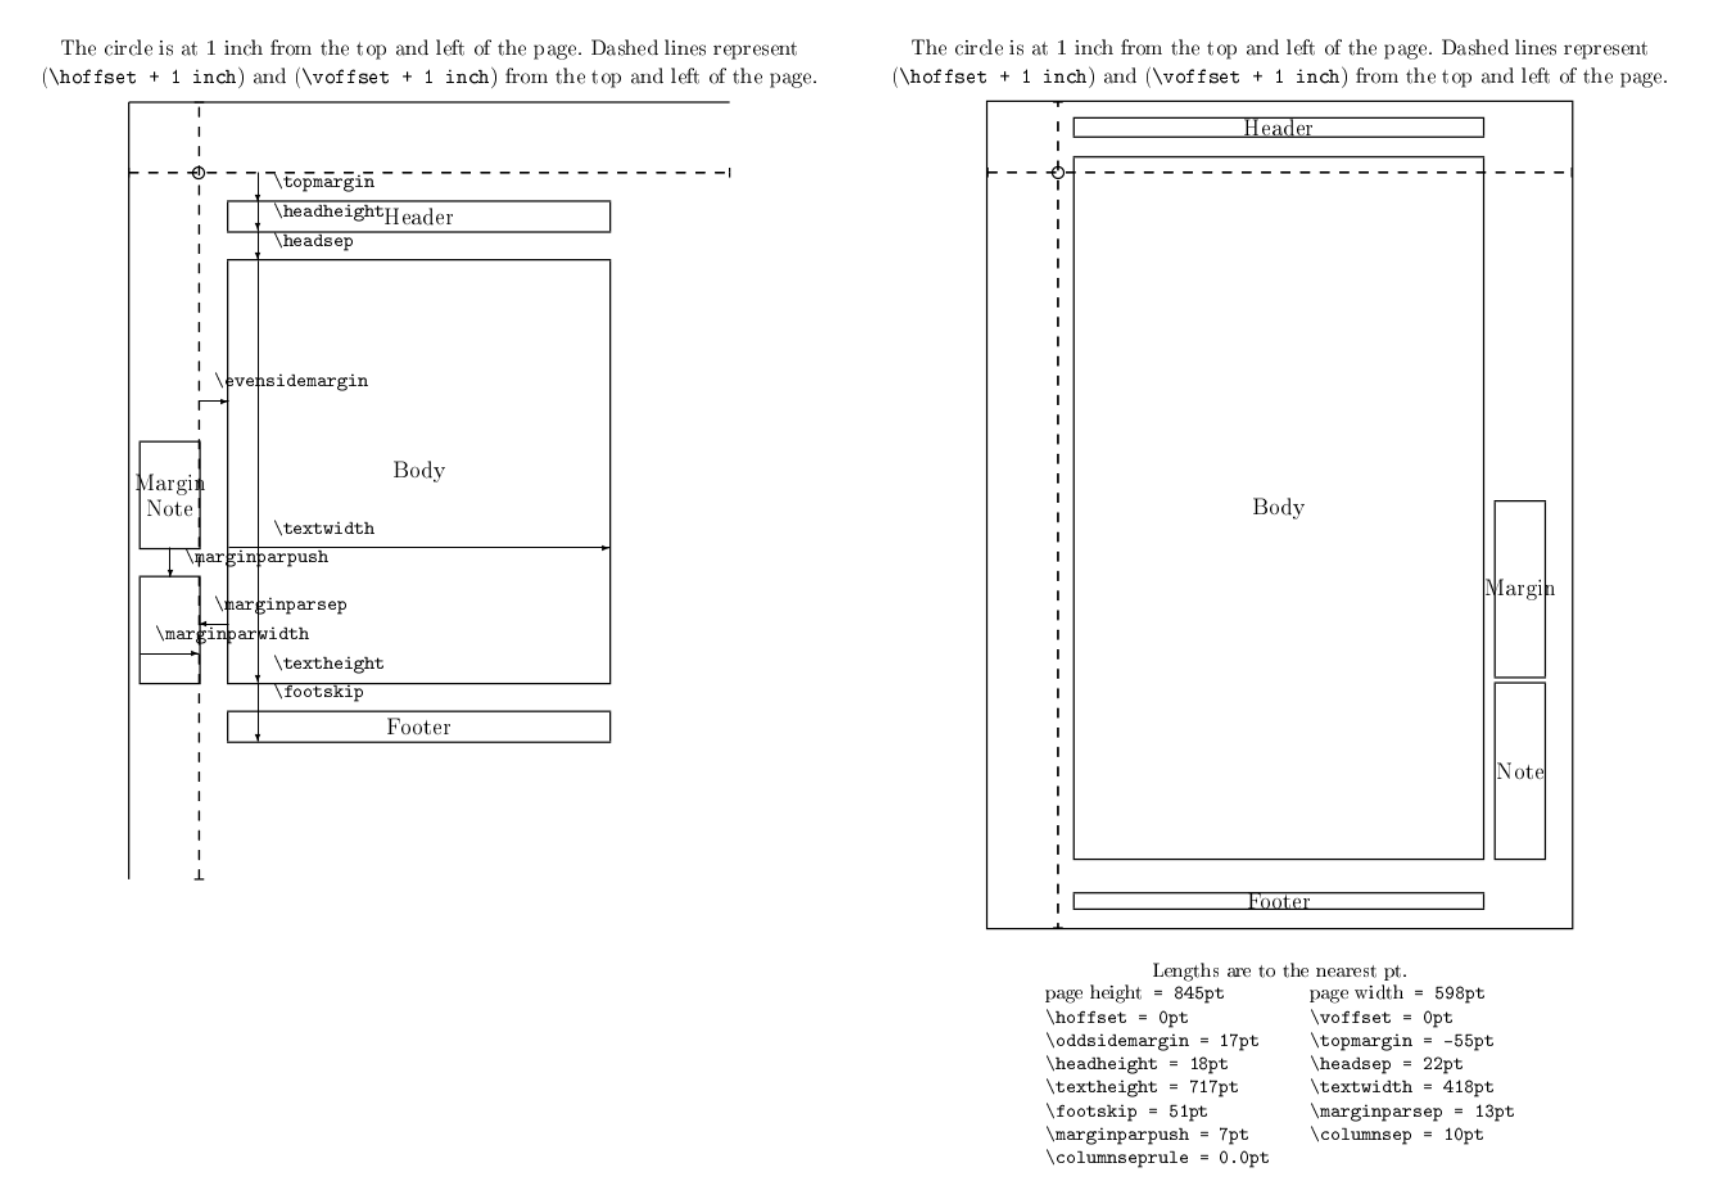 The circle is at 1 inch from the top and left of the page. Dashed lines represent
(\hoffset + 1 inch) and (\voffset + 1 inch) from the top and left of the page.
\topmargin
\headheight
Header
\headsep
\evensidemargin
Body
Margin
Note
\textwidth
\marginparpush
\marginparsep
\marginparwidth
\textheight
\footskip
Footer
The circle is at 1 inch from the top and left of the page. Dashed lines represent
(\hoffset + 1 inch) and (\voffset + 1 inch) from the top and left of the page.
Header
Body
Margin
Note
Footer
Lengths are to the nearest pt.
page height = 845pt page width = 598pt
\hoffset = 0pt \voffset = 0pt
\oddsidemargin = 17pt \topmargin = -55pt
\headheight = 18pt \headsep = 22pt
\textheight = 717pt \textwidth = 418pt
\footskip = 51pt \marginparsep = 13pt
\marginparpush = 7pt \columnsep = 10pt
\columnseprule = 0.0pt